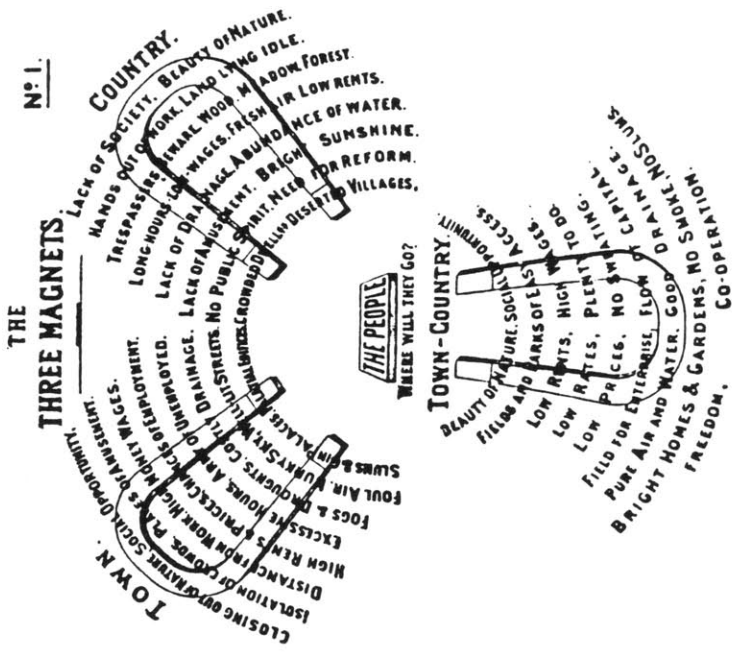 Nº 1.
THE
THREE MAGNETS.
TOWN.
CLOSING OUT OF NATURE. SOCIAL OPPORTUNITY.
ISOLATION OF CROWDS. PLACES OF AMUSEMENT.
DISTANCE FROM WORK. HIGH MONEY WAGES.
HIGH RENTS & PRICES. CHANCES OF EMPLOYMENT.
EXCESSIVE HOURS. ARMY OF UNEMPLOYED.
FOGS & DROUGHTS. COSTLY DRAINAGE.
FOUL AIR. MURKY SKY. WELL-LIT STREETS.
SLUMS & GIN PALACES.
COUNTRY.
LACK OF SOCIETY. BEAUTY OF NATURE.
HANDS OUT OF WORK. LAND LYING IDLE.
TRESPASSERS BEWARE. WOOD. MEADOW. FOREST.
LONG-HOURS-LOW-WAGES. FRESH AIR LOW RENTS.
LACK OF DRAINAGE. ABUNDANCE OF WATER.
LACK OF AMUSEMENT. BRIGHT SUNSHINE.
NO PUBLIC SPIRIT. NEED FOR REFORM.
CROWDED DESERTED VILLAGES,
THE PEOPLE
WHERE WILL THEY GO?
TOWN-COUNTRY.
BEAUTY OF NATURE. SOCIAL OPPORTUNITY.
FIELDS AND PARKS OF EASY ACCESS.
LOW RENTS, HIGH WAGES.
LOW RATES, PLENTY TO DO.
LOW PRICES, NO SWEATING.
FIELD FOR ENTERPRISE, FLOW OF CAPITAL.
PURE AIR AND WATER. GOOD DRAINAGE.
BRIGHT HOMES & GARDENS, NO SMOKE, NO SLUMS.
FREEDOM, CO-OPERATION.